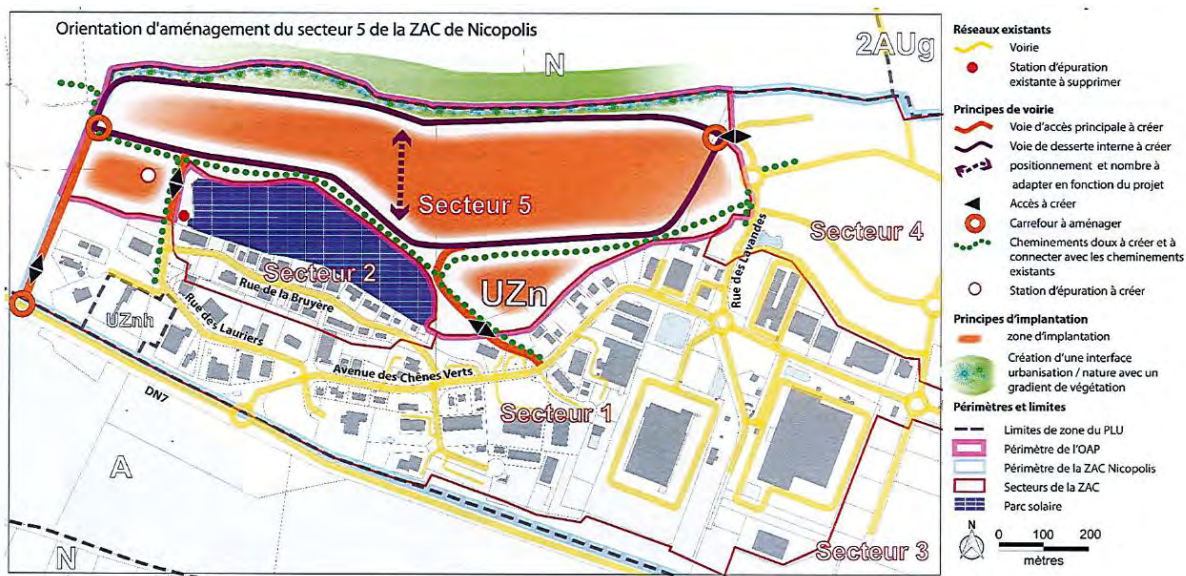 Orientation d'aménagement du secteur 5 de la ZAC de Nicopolis
2AUg
N
Secteur 5
Secteur 4
Secteur 2
UZn
Rue des Lavandes
Rue de la Bruyère
UZnh
Rue des Lauriers
Avenue des Chênes Verts
DN7
Secteur 1
A
Secteur 3
N
Réseaux existants
Voirie
Station d'épuration
existante à supprimer
Principes de voirie
Voie d'accès principale à créer
Voie de desserte interne à créer
positionnement et nombre à
adapter en fonction du projet
Accès à créer
Carrefour à aménager
Cheminements doux à créer et à
connecter avec les cheminements
existants
Station d'épuration à créer
Principes d'implantation
zone d'implantation
Création d'une interface
urbanisation / nature avec un
gradient de végétation
Périmètres et limites
Limites de zone du PLU
Périmètre de l'OAP
Périmètre de la ZAC Nicopolis
Secteurs de la ZAC
Parc solaire
N
0 100 200
mètres